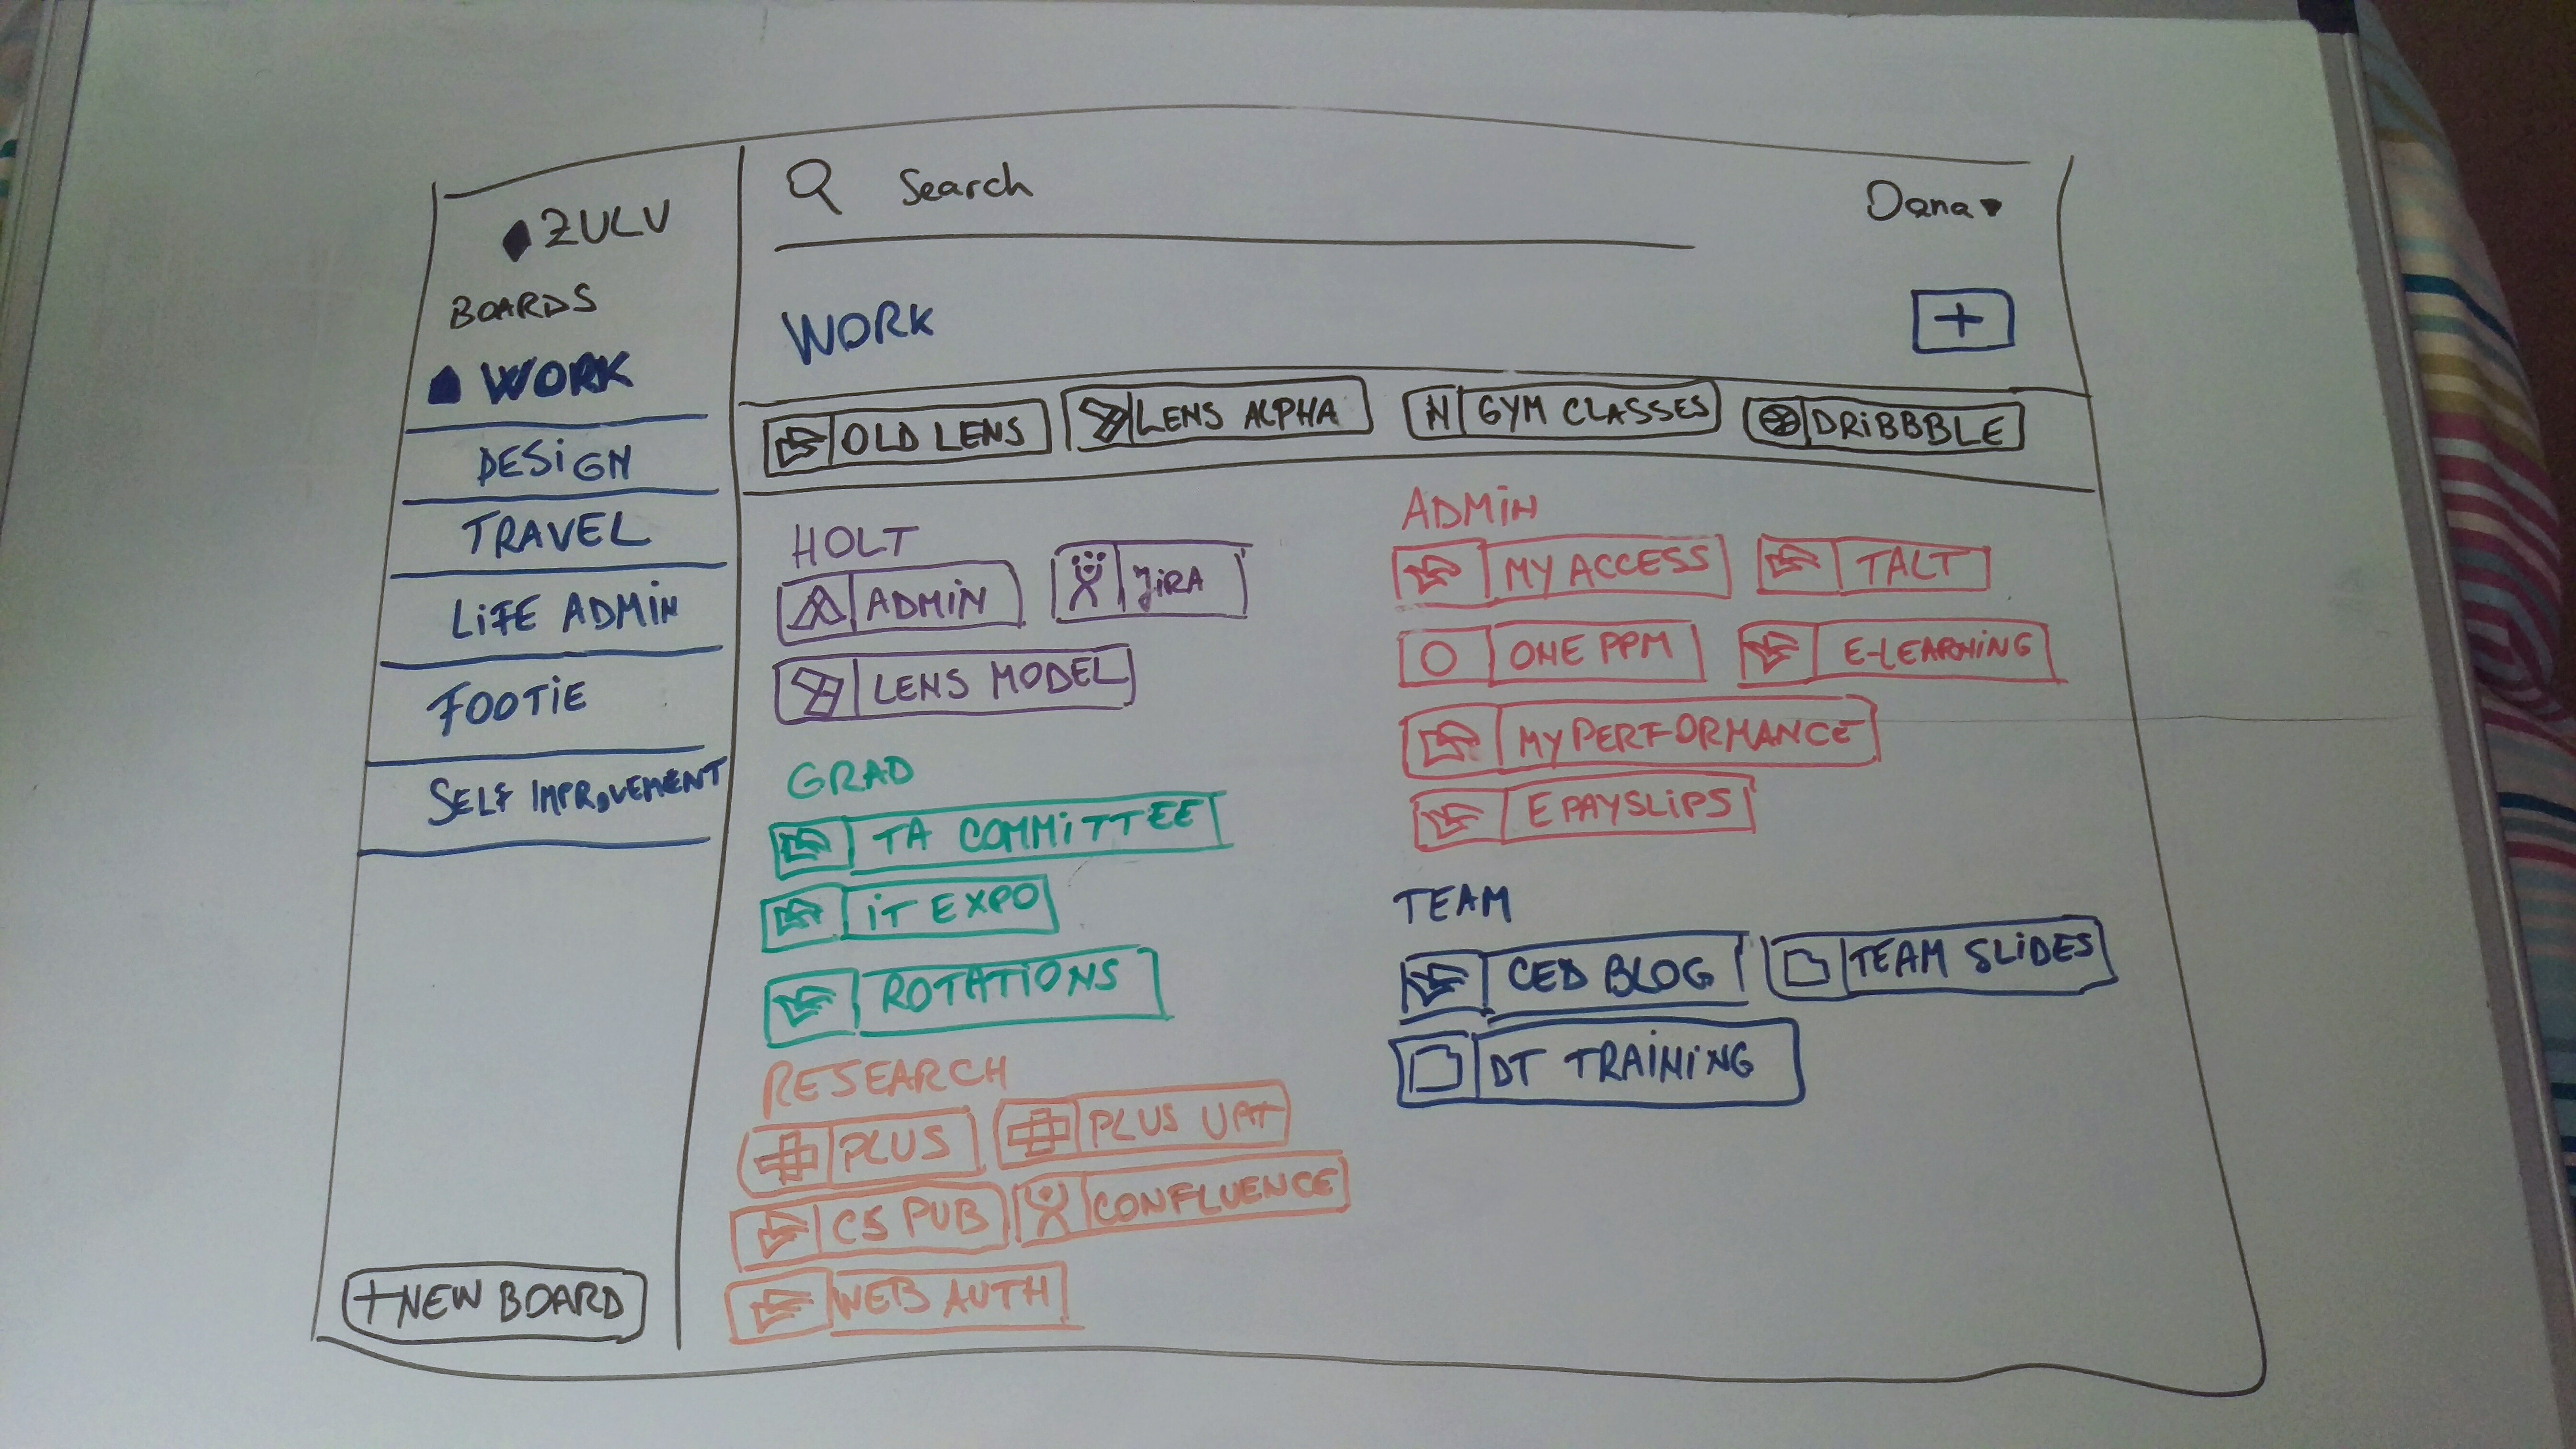 ZULU
BOARDS
WORK
DESiGN
TRAVEL
LiFE ADMiN
FOOTiE
SELF IMPROVEMENT
+NEW BOARD
Search
Dana
WORK
+
OLD LENS
LENS ALPHA
N GYM CLASSES
DRiBBBLE
HOLT
ADMiN
JiRA
LENS MODEL
GRAD
TA COMMiTTEE
iT EXPO
ROTATiONS
RESEARCH
PLUS
PLUS UAT
CS PUB
CONFLUENCE
WEB AUTH
ADMiN
MY ACCESS
TALT
ONE PPM
E-LEARNiNG
MY PERFORMANCE
E PAYSLiPS
TEAM
CED BLOG
TEAM SLiDES
DT TRAiNiNG